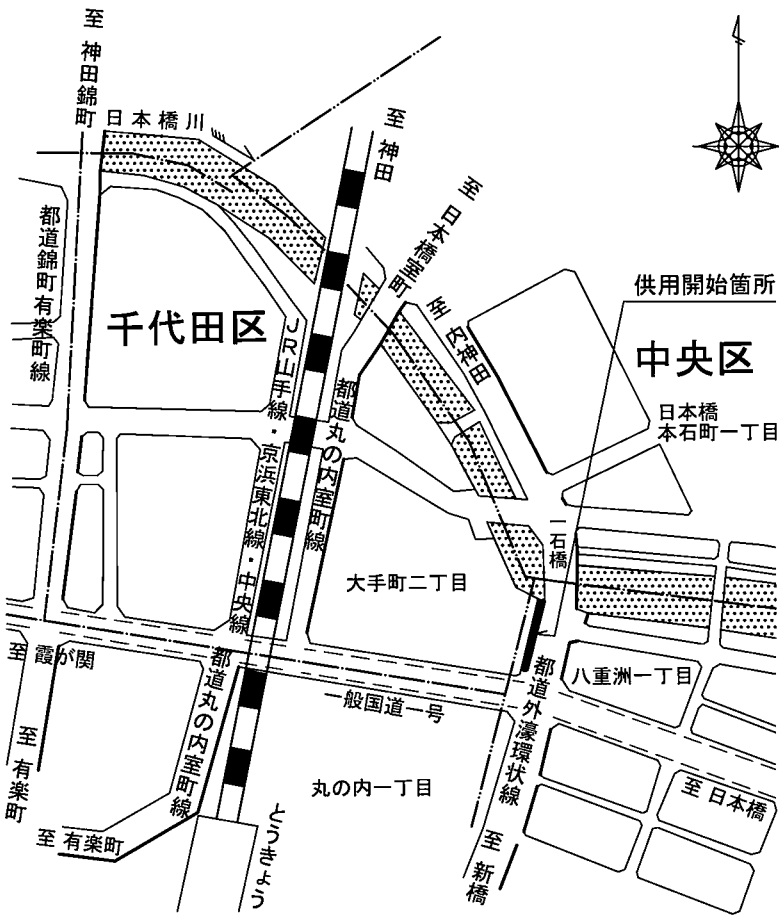 至 神田錦町
日本橋川
至 神田
至 日本橋室町
至 内神田
都道錦町有楽町線
千代田区
供用開始箇所
中央区
JR山手線・京浜東北線・中央線
都道丸の内室町線
日本橋
本石町一丁目
一石橋
大手町二丁目
至 霞が関
都道丸の内室町線
一般国道一号
都道外濠環状線
八重洲一丁目
至 有楽町
丸の内一丁目
至 日本橋
至 有楽町
とうきょう
至 新橋